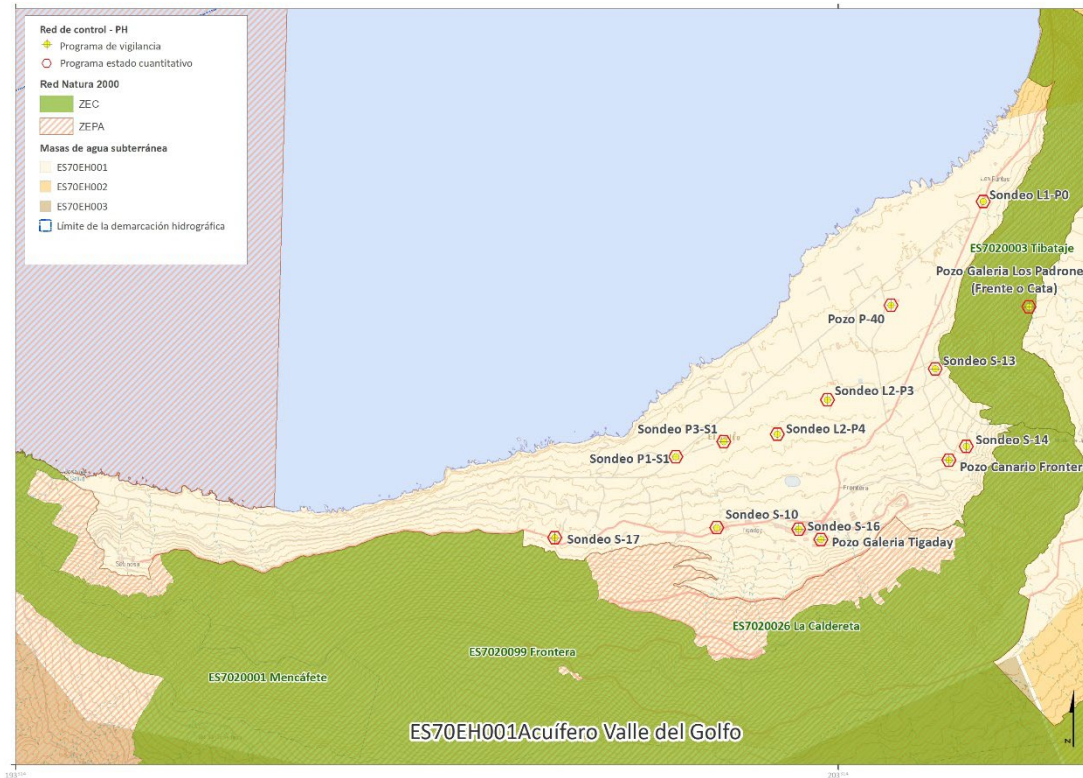 Red de control - PH
Programa de vigilancia
Programa estado cuantitativo
Red Natura 2000
ZEC
ZEPA
Masas de agua subterránea
ES70EH001
ES70EH002
ES70EH003
Límite de la demarcación hidrográfica
Sondeo L1-P0
ES7020003 Tibataje
Pozo Galeria Los Padrone
(Frente o Cata)
Pozo P-40
Sondeo S-13
Sondeo L2-P3
Sondeo P3-S1
Sondeo L2-P4
Sondeo S-14
Sondeo P1-S1
Pozo Canario Fronter
Frontera
Sondeo S-10
Sondeo S-16
Sondeo S-17
Pozo Galeria Tigaday
ES7020026 La Caldereta
ES7020099 Frontera
ES7020001 Mencáfete
ES70EH001Acuífero Valle del Golfo
N